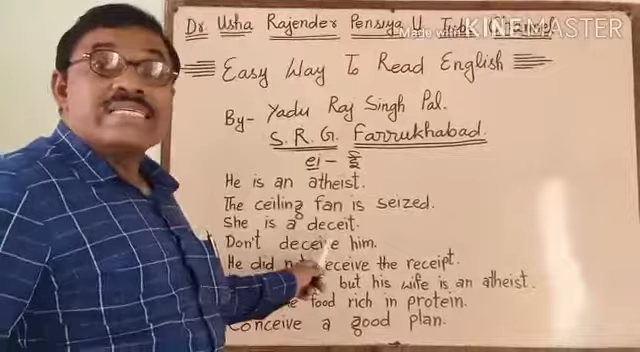 Dr. Usha Rajender Pensiya U Tube
Made with KINEMASTER
Easy Way To Read English
By- Yadu Raj Singh Pal.
S. R. G. Farrukhabad
ei - ई
He is an atheist.
The ceiling fan is seized.
She is a deceit.
Don't deceive him.
He did receive the receipt.
but his wife is an atheist.
food rich in protein.
Conceive a good plan.